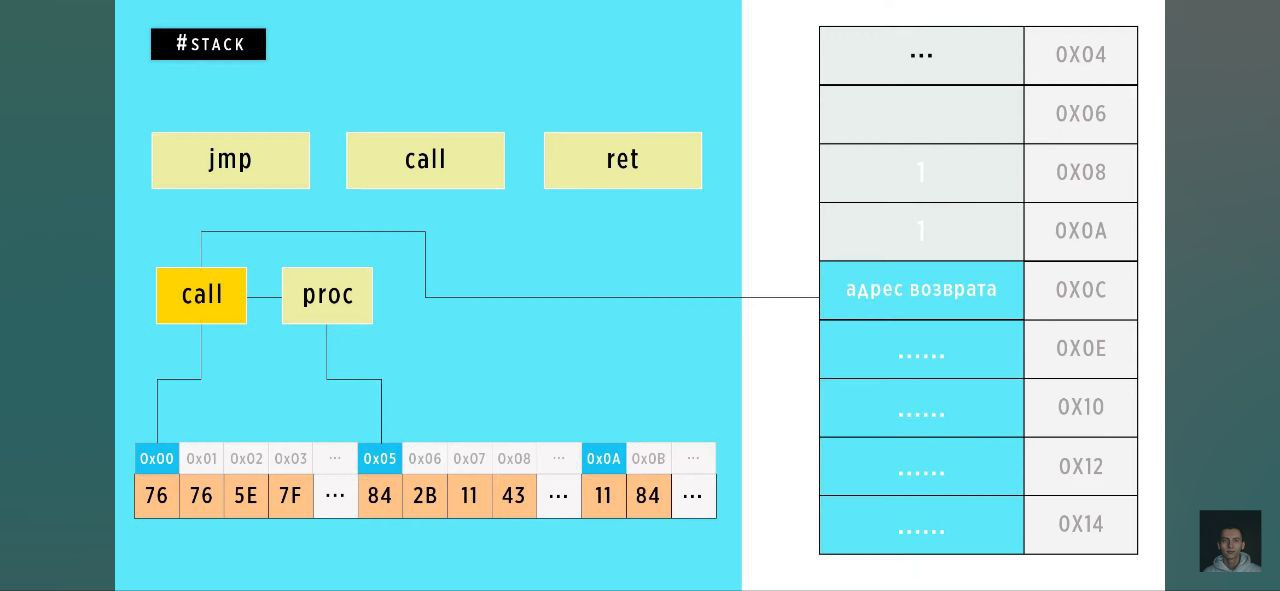 #STACK
jmp call ret
call proc
0x00 0x01 0x02 0x03 ... 0x05 0x06 0x07 0x08 ... 0x0A 0x0B ...
76 76 5E 7F ... 84 2B 11 43 ... 11 84 ...
... 0X04
0X06
1 0X08
1 0X0A
адрес возврата 0X0C
...... 0X0E
...... 0X10
...... 0X12
...... 0X14